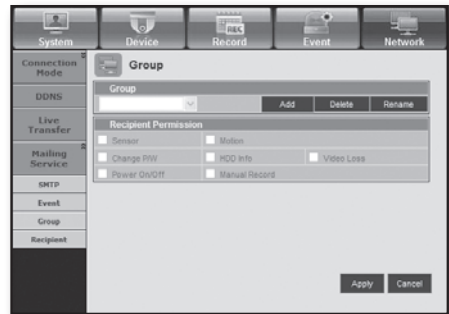 System Device Record Event Network
REC
Connection Mode
DDNS
Live Transfer
Mailing Service
SMTP
Event
Group
Recipient
Group
Group
Add Delete Rename
Recipient Permission
Sensor Motion
Change P/W HDD Info Video Loss
Power On/Off Manual Record
Apply Cancel